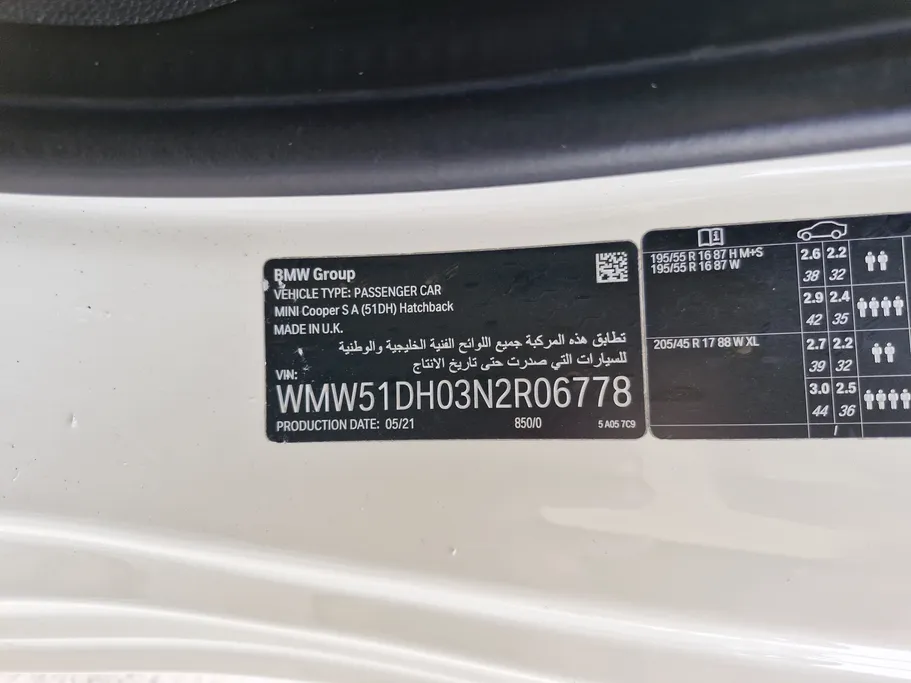 BMW Group
VEHICLE TYPE: PASSENGER CAR
MINI Cooper S A (51DH) Hatchback
MADE IN U.K.
تطابق هذه المركبة جميع اللوائح الفنية الخليجية والوطنية
للسيارات التي صدرت حتى تاريخ الانتاج
VIN:
WMW51DH03N2R06778
PRODUCTION DATE: 05/21 850/0 5 A05 7C9
195/55 R 16 87 H M+S 2.6 2.2
195/55 R 16 87 W 38 32
2.9 2.4
42 35
205/45 R 17 88 W XL 2.7 2.2
39 32
3.0 2.5
44 36
/